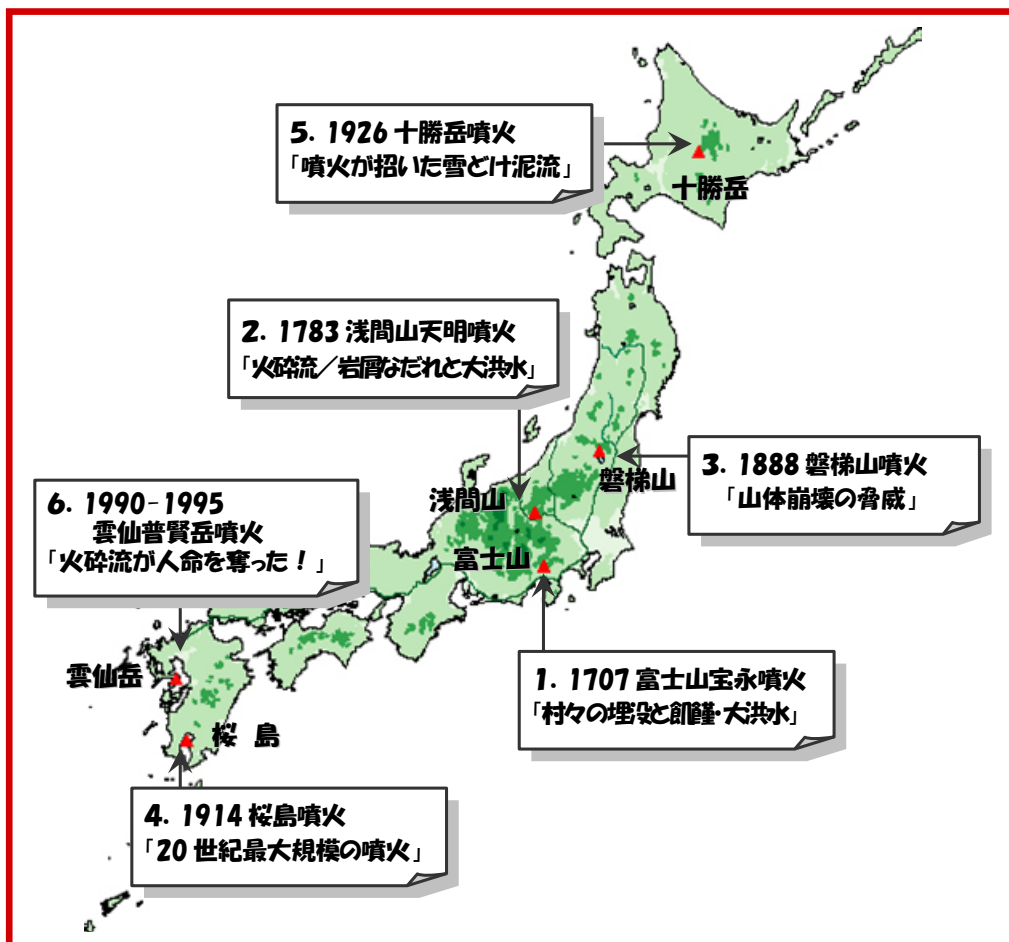 5. 1926 十勝岳噴火
「噴火が招いた雪どけ泥流」
十勝岳
2. 1783 浅間山天明噴火
「火砕流／岩屑なだれと大洪水」
3. 1888 磐梯山噴火
「山体崩壊の脅威」
磐梯山
浅間山
6. 1990-1995
雲仙普賢岳噴火
「火砕流が人命を奪った！」
富士山
雲仙岳
1. 1707 富士山宝永噴火
「村々の埋没と飢饉・大洪水」
桜 島
4. 1914 桜島噴火
「20 世紀最大規模の噴火」